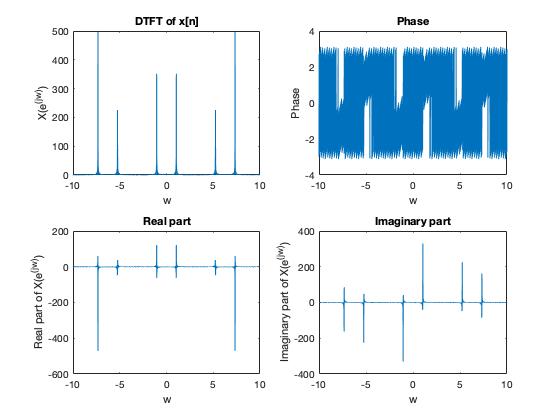 DTFT of x[n]
X(e^(jw))
500
400
300
200
100
0
-10 -5 0 5 10
w
Phase
Phase
4
2
0
-2
-4
-10 -5 0 5 10
w
Real part
Real part of X(e^(jw))
200
0
-200
-400
-600
-10 -5 0 5 10
w
Imaginary part
Imaginary part of X(e^(jw))
400
200
0
-200
-400
-10 -5 0 5 10
w